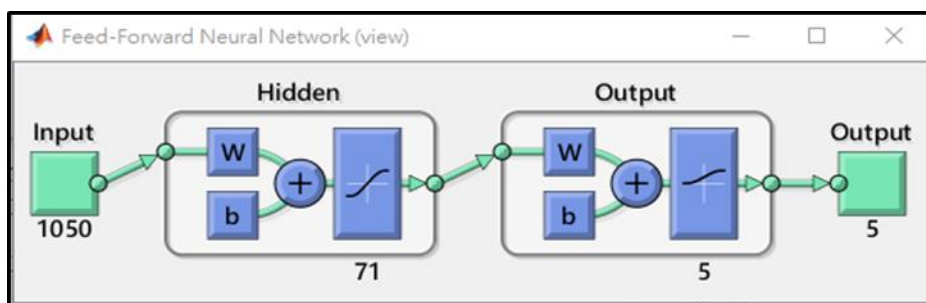 Feed-Forward Neural Network (view)
Hidden Output
Input Output
W W
+ +
b b
1050 5
71 5